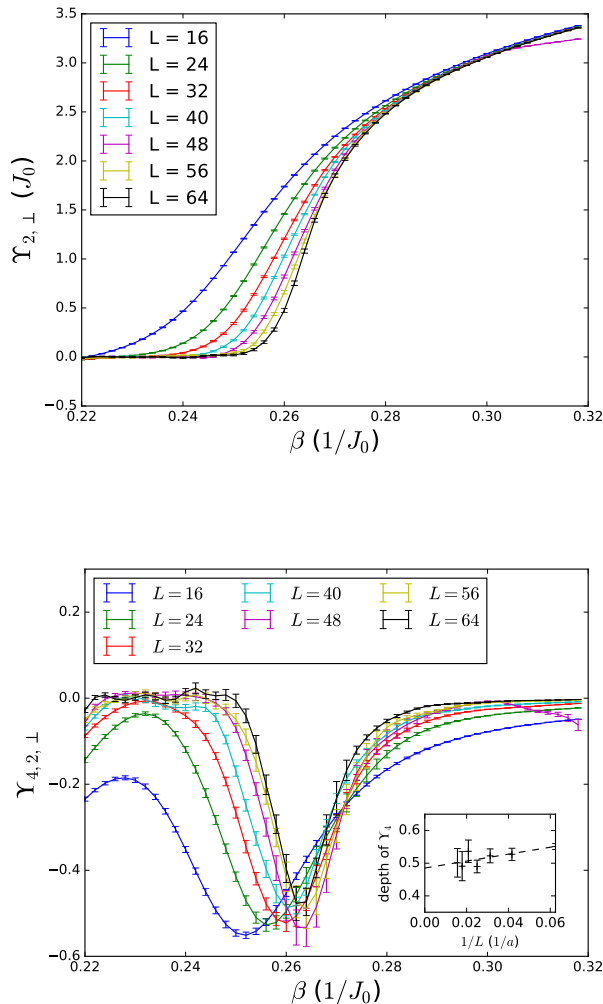 3.5
3.0
2.5
2.0
1.5
1.0
0.5
0.0
−0.5
Υ2,⊥ (J0)
L = 16
L = 24
L = 32
L = 40
L = 48
L = 56
L = 64
0.22 0.24 0.26 0.28 0.30 0.32
β (1/J0)
0.2
0.0
−0.2
−0.4
−0.6
Υ4,2,⊥
L = 16 L = 40 L = 56
L = 24 L = 48 L = 64
L = 32
depth of Υ4
0.6
0.5
0.4
0.00 0.02 0.04 0.06
1/L (1/a)
0.22 0.24 0.26 0.28 0.30 0.32
β (1/J0)